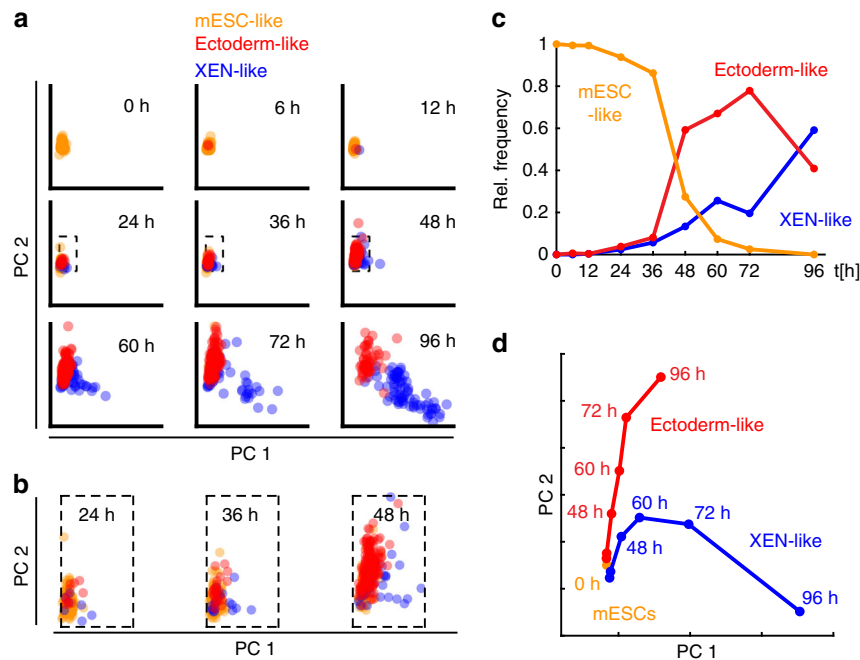 a
mESC-like
Ectoderm-like
XEN-like
0 h
6 h
12 h
24 h
36 h
48 h
60 h
72 h
96 h
PC 2
PC 1
b
24 h
36 h
48 h
PC 2
PC 1
c
Rel. frequency
1
0.8
0.6
0.4
0.2
0
mESC
-like
Ectoderm-like
XEN-like
0
12
24
36
48
60
72
96
t[h]
d
96 h
72 h
Ectoderm-like
60 h
48 h
60 h
72 h
48 h
XEN-like
0 h
mESCs
96 h
PC 2
PC 1